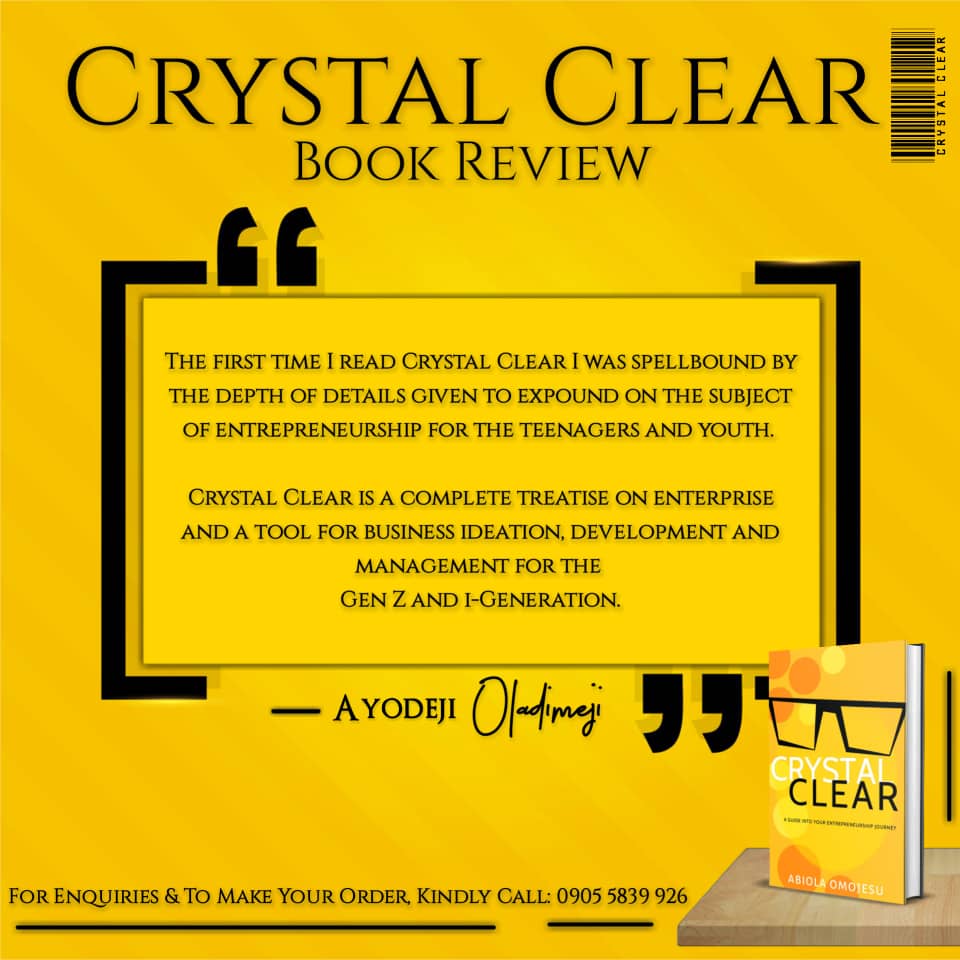 CRYSTAL CLEAR
BOOK REVIEW
CRYSTAL CLEAR
“
THE FIRST TIME I READ CRYSTAL CLEAR I WAS SPELLBOUND BY
THE DEPTH OF DETAILS GIVEN TO EXPOUND ON THE SUBJECT
OF ENTREPRENEURSHIP FOR THE TEENAGERS AND YOUTH.
CRYSTAL CLEAR IS A COMPLETE TREATISE ON ENTERPRISE
AND A TOOL FOR BUSINESS IDEATION, DEVELOPMENT AND
MANAGEMENT FOR THE
GEN Z AND I-GENERATION.
— AYODEJI Oladimeji
”
CRYSTAL
CLEAR
A GUIDE INTO YOUR ENTREPRENEURSHIP JOURNEY
ABIOLA OMOTESU
FOR ENQUIRIES & TO MAKE YOUR ORDER, KINDLY CALL: 0905 5839 926